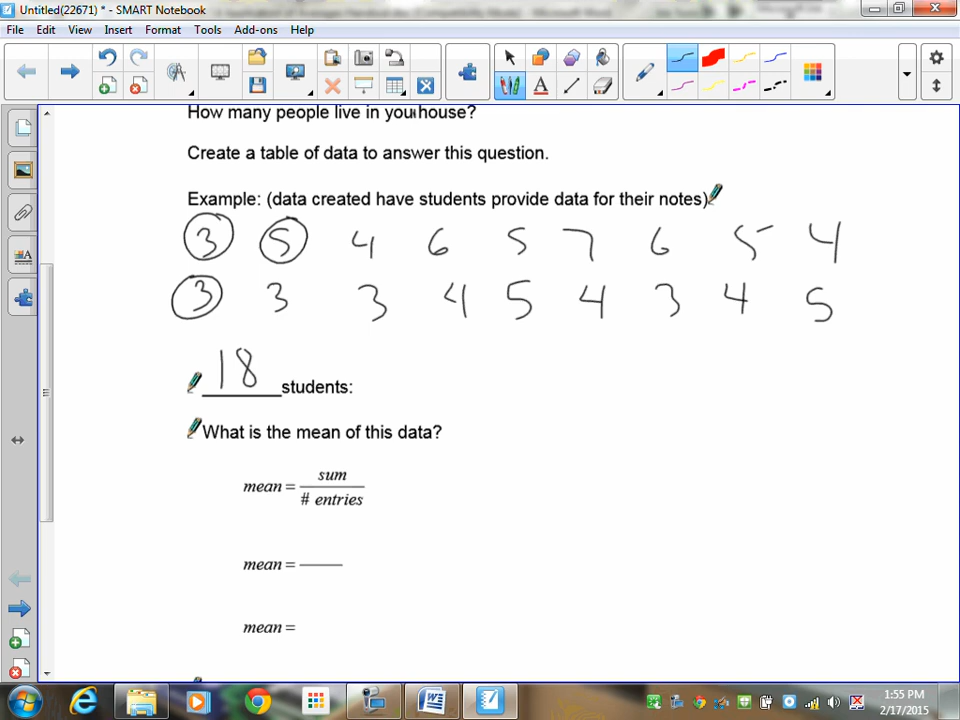 Untitled(22671) * - SMART Notebook
File Edit View Insert Format Tools Add-ons Help
How many people live in your house?
Create a table of data to answer this question.
Example: (data created have students provide data for their notes)
3 5 4 6 5 7 6 5 4
3 3 3 4 5 4 3 4 5
18 students:
What is the mean of this data?
mean = sum / # entries
mean = —
mean =
1:55 PM
2/17/2015